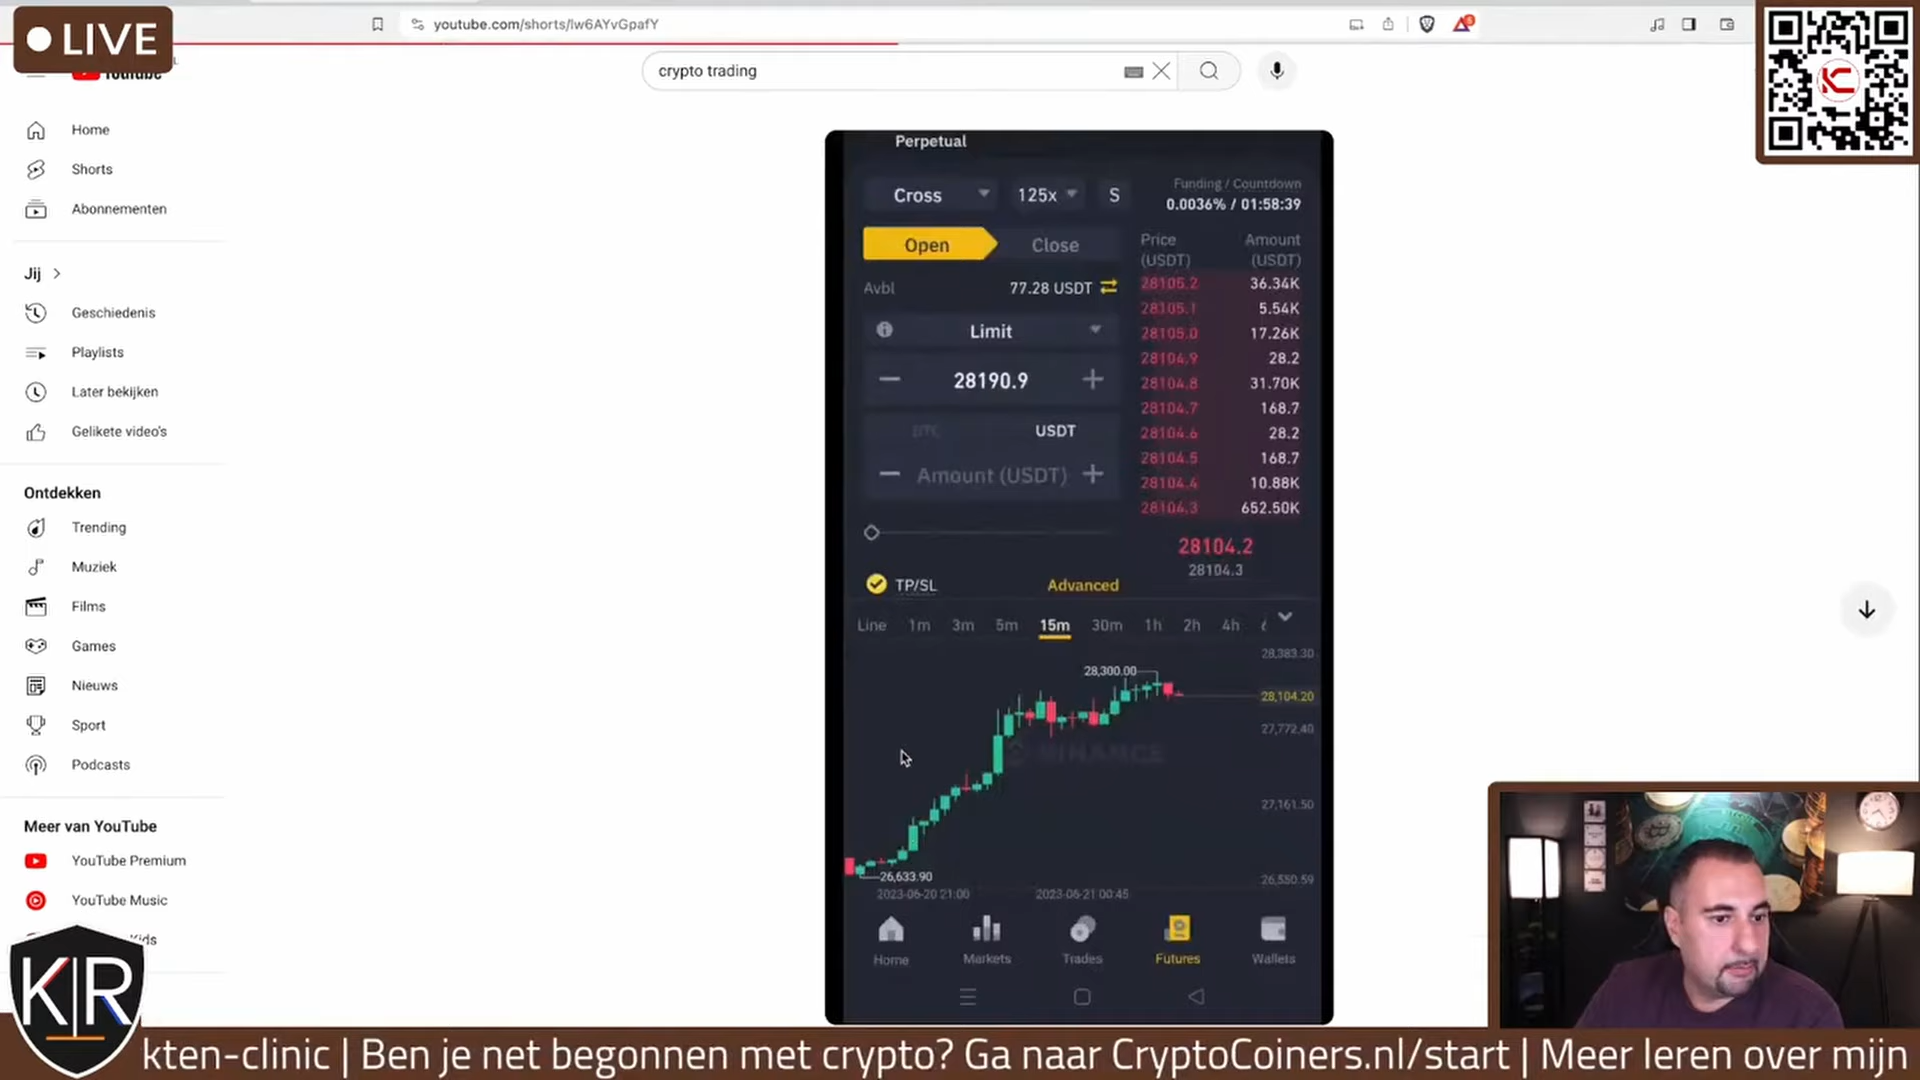 LIVE
youtube.com/shorts/lw6AYvGpafY
6
YouTube
NL
crypto trading
Home
Shorts
Abonnementen
Jij
Geschiedenis
Playlists
Later bekijken
Gelikete video's
Ontdekken
Trending
Muziek
Films
Games
Nieuws
Sport
Podcasts
Meer van YouTube
YouTube Premium
YouTube Music
Kids
Perpetual
Cross
125x
S
Funding / Countdown
0.0036% / 01:58:39
Open
Close
Avbl
77.28 USDT
Limit
28190.9
BTC
USDT
Amount (USDT)
Price
(USDT)
Amount
(USDT)
28105.2 36.34K
28105.1 5.54K
28105.0 17.26K
28104.9 28.2
28104.8 31.70K
28104.7 168.7
28104.6 28.2
28104.5 168.7
28104.4 10.88K
28104.3 652.50K
28104.2
28104.3
TP/SL
Advanced
Line 1m 3m 5m 15m 30m 1h 2h 4h
28,383.30
28,300.00
28,104.20
27,772.40
BINANCE
27,161.50
26,633.90
26,550.59
2023-06-20 21:00
2023-06-21 00:45
Home
Markets
Trades
Futures
Wallets
KC
K|R
kten-clinic | Ben je net begonnen met crypto? Ga naar CryptoCoiners.nl/start | Meer leren over mijn